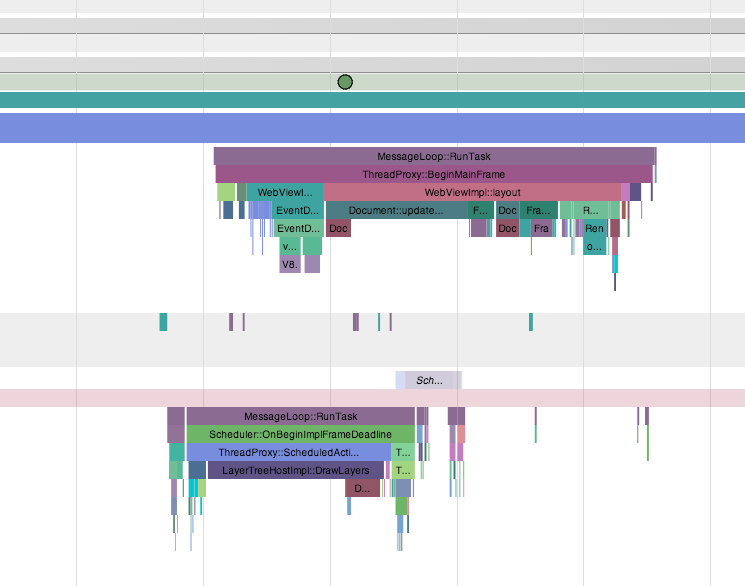 MessageLoop::RunTask
ThreadProxy::BeginMainFrame
WebViewI... WebViewImpl::layout
EventD... Document::update... F... Doc Fra... R...
EventD... Doc Doc Fra Ren
v... o...
V8.
Sch...
MessageLoop::RunTask
Scheduler::OnBeginImplFrameDeadline
ThreadProxy::ScheduledActi... T...
LayerTreeHostImpl::DrawLayers T...
D...